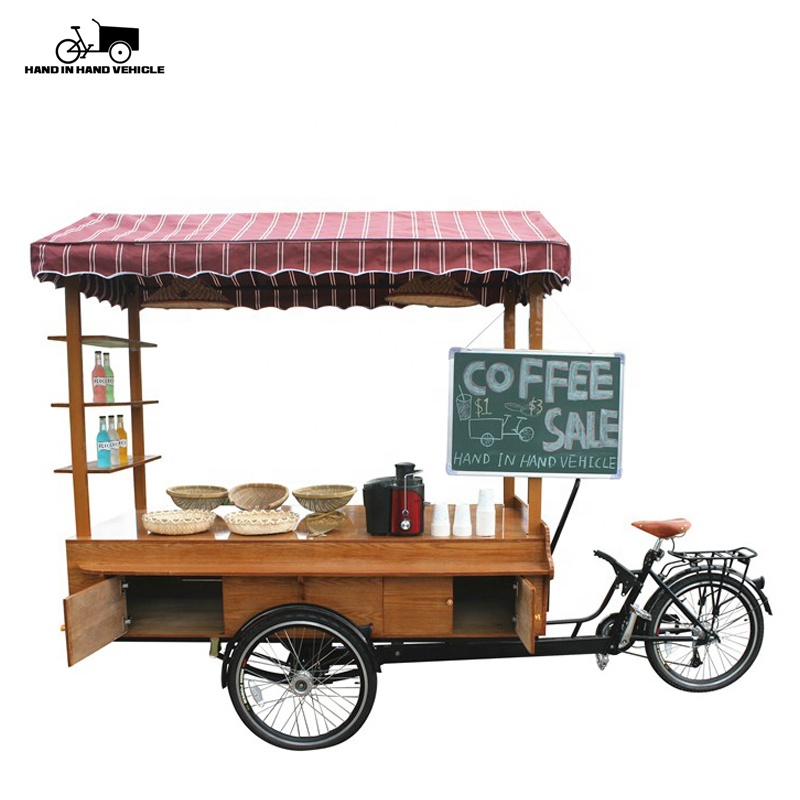 HAND IN HAND VEHICLE
COFFEE
$1 $3
SALE
HAND IN HAND VEHICLE